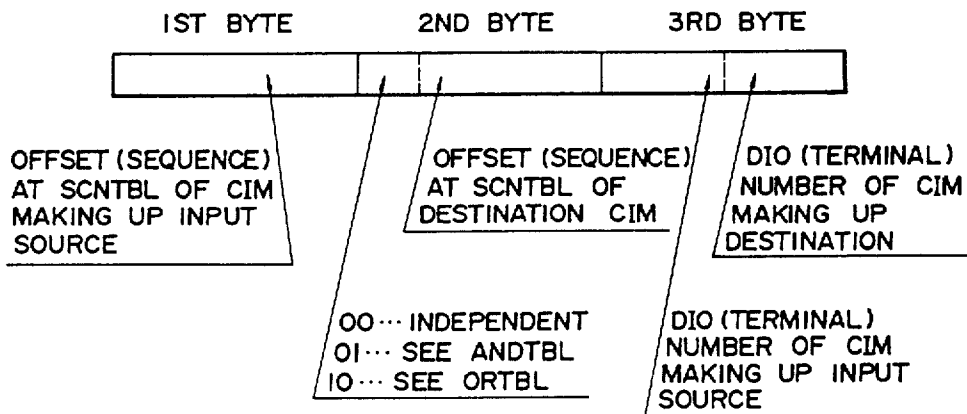 1ST BYTE 2ND BYTE 3RD BYTE
OFFSET (SEQUENCE)
AT SCNTBL OF CIM
MAKING UP INPUT
SOURCE
OFFSET (SEQUENCE)
AT SCNTBL OF
DESTINATION CIM
DIO (TERMINAL)
NUMBER OF CIM
MAKING UP
DESTINATION
00··· INDEPENDENT
01··· SEE ANDTBL
10··· SEE ORTBL
DIO (TERMINAL)
NUMBER OF CIM
MAKING UP INPUT
SOURCE